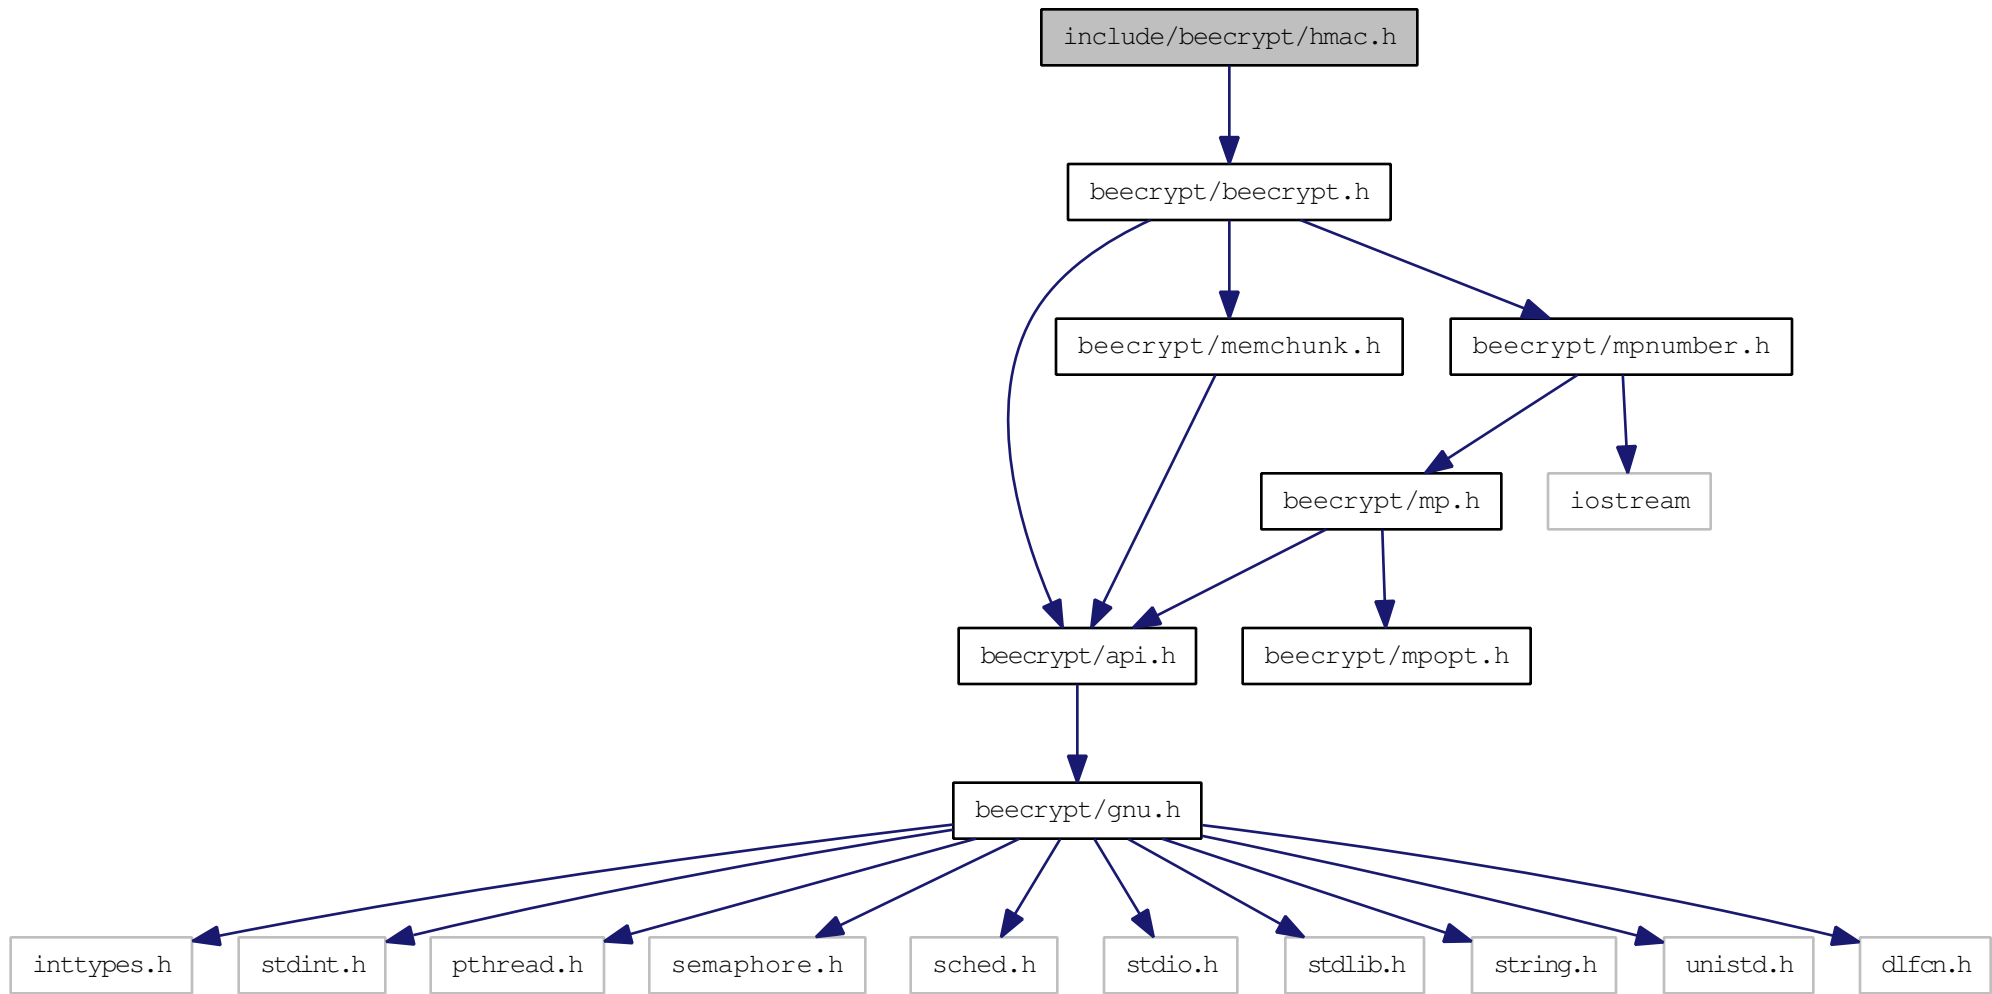 include/beecrypt/hmac.h
beecrypt/beecrypt.h
beecrypt/memchunk.h
beecrypt/mpnumber.h
beecrypt/mp.h
iostream
beecrypt/api.h
beecrypt/mpopt.h
beecrypt/gnu.h
inttypes.h
stdint.h
pthread.h
semaphore.h
sched.h
stdio.h
stdlib.h
string.h
unistd.h
dlfcn.h